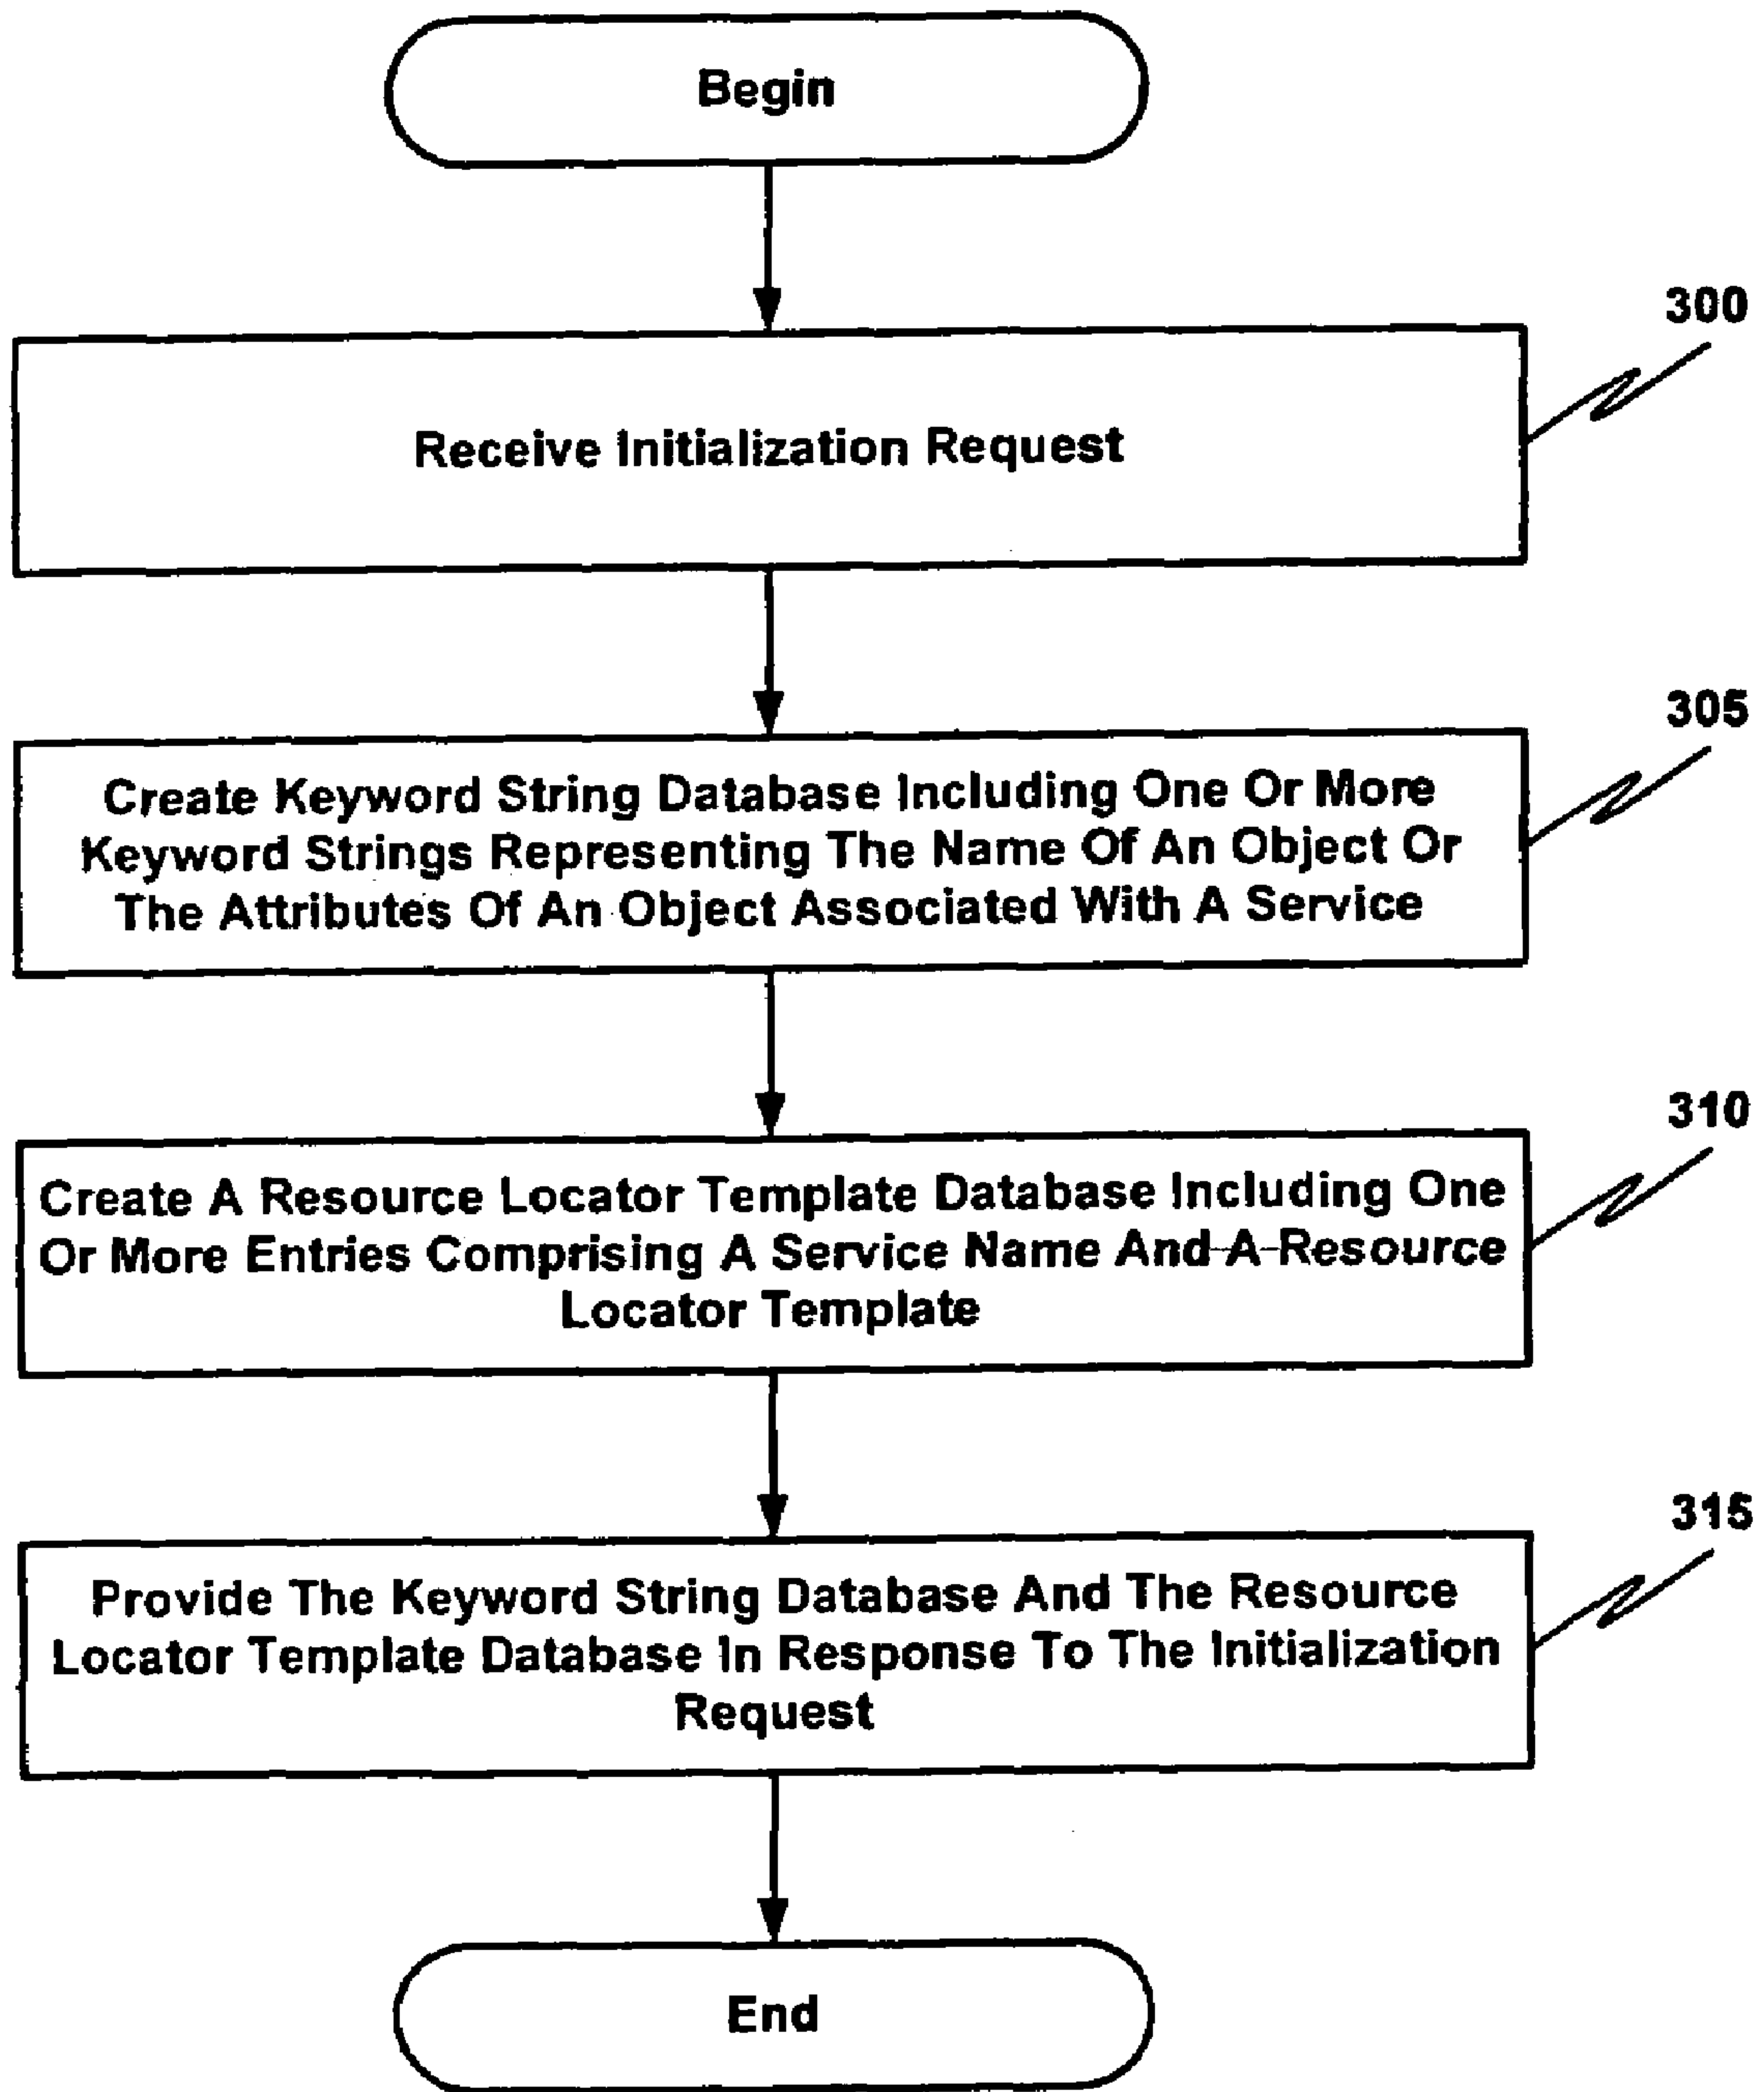 Begin
300
Receive Initialization Request
305
Create Keyword String Database Including One Or More
Keyword Strings Representing The Name Of An Object Or
The Attributes Of An Object Associated With A Service
310
Create A Resource Locator Template Database Including One
Or More Entries Comprising A Service Name And A Resource
Locator Template
315
Provide The Keyword String Database And The Resource
Locator Template Database In Response To The Initialization
Request
End